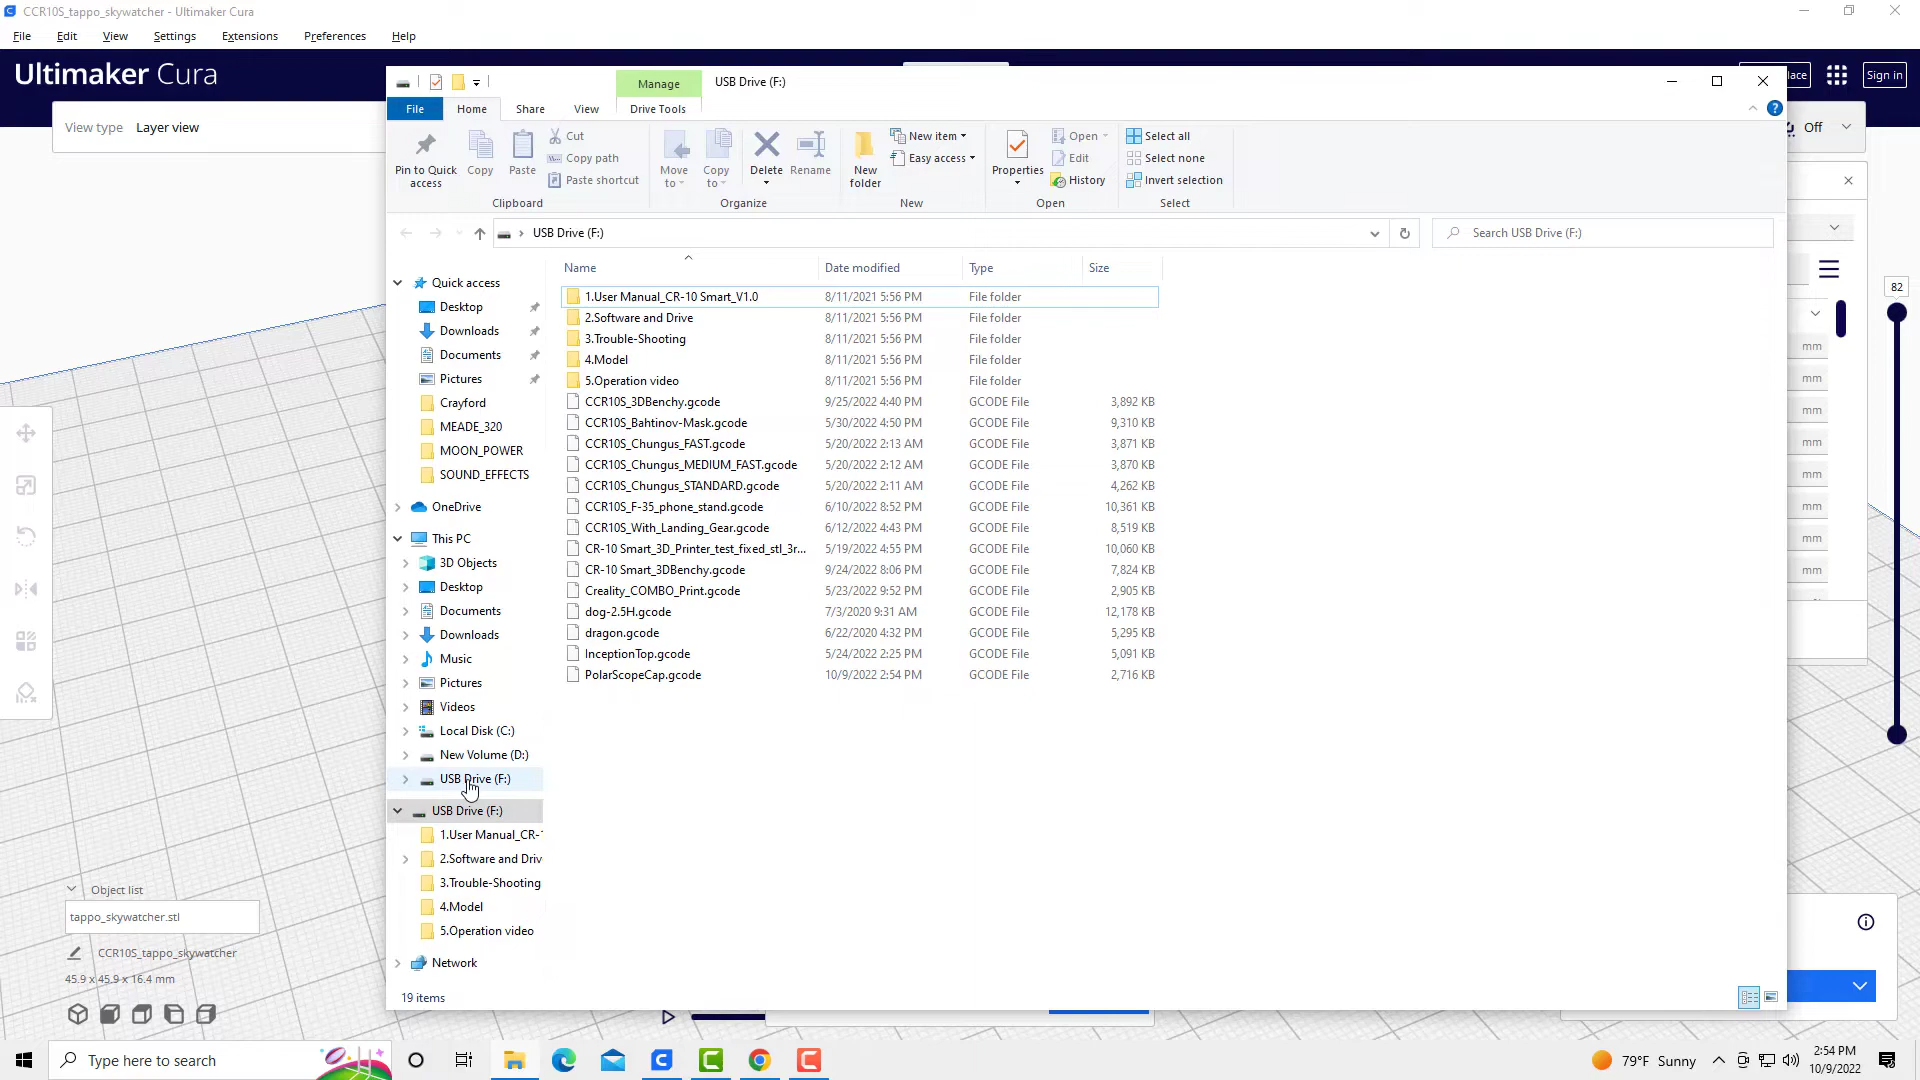 CCR10S_tappo_skywatcher - Ultimaker Cura
File Edit View Settings Extensions Preferences Help
Ultimaker Cura
Sign in
View type Layer view
Off
Manage USB Drive (F:)
File Home Share View Drive Tools
Pin to Quick access
Copy
Paste
Cut
Copy path
Paste shortcut
Clipboard
Move to
Copy to
Delete
Rename
Organize
New folder
New item
Easy access
New
Properties
Open
Edit
History
Open
Select all
Select none
Invert selection
Select
USB Drive (F:)
Search USB Drive (F:)
Name Date modified Type Size
1.User Manual_CR-10 Smart_V1.0 8/11/2021 5:56 PM File folder
2.Software and Drive 8/11/2021 5:56 PM File folder
3.Trouble-Shooting 8/11/2021 5:56 PM File folder
4.Model 8/11/2021 5:56 PM File folder
5.Operation video 8/11/2021 5:56 PM File folder
CCR10S_3DBenchy.gcode 9/25/2022 4:40 PM GCODE File 3,892 KB
CCR10S_Bahtinov-Mask.gcode 5/30/2022 4:50 PM GCODE File 9,310 KB
CCR10S_Chungus_FAST.gcode 5/20/2022 2:13 AM GCODE File 3,871 KB
CCR10S_Chungus_MEDIUM_FAST.gcode 5/20/2022 2:12 AM GCODE File 3,870 KB
CCR10S_Chungus_STANDARD.gcode 5/20/2022 2:11 AM GCODE File 4,262 KB
CCR10S_F-35_phone_stand.gcode 6/10/2022 8:52 PM GCODE File 10,361 KB
CCR10S_With_Landing_Gear.gcode 6/12/2022 4:43 PM GCODE File 8,519 KB
CR-10 Smart_3D_Printer_test_fixed_stl_3r... 5/19/2022 4:55 PM GCODE File 10,060 KB
CR-10 Smart_3DBenchy.gcode 9/24/2022 8:06 PM GCODE File 7,824 KB
Creality_COMBO_Print.gcode 5/23/2022 9:52 PM GCODE File 2,905 KB
dog-2.5H.gcode 7/3/2020 9:31 AM GCODE File 12,178 KB
dragon.gcode 6/22/2020 4:32 PM GCODE File 5,295 KB
InceptionTop.gcode 5/24/2022 2:25 PM GCODE File 5,091 KB
PolarScopeCap.gcode 10/9/2022 2:54 PM GCODE File 2,716 KB
Quick access
Desktop
Downloads
Documents
Pictures
Crayford
MEADE_320
MOON_POWER
SOUND_EFFECTS
OneDrive
This PC
3D Objects
Desktop
Documents
Downloads
Music
Pictures
Videos
Local Disk (C:)
New Volume (D:)
USB Drive (F:)
USB Drive (F:)
1.User Manual_CR-
2.Software and Driv
3.Trouble-Shooting
4.Model
5.Operation video
Network
19 items
82
mm
mm
mm
mm
mm
mm
mm
mm
Object list
tappo_skywatcher.stl
CCR10S_tappo_skywatcher
45.9 x 45.9 x 16.4 mm
Type here to search
79°F Sunny
2:54 PM
10/9/2022